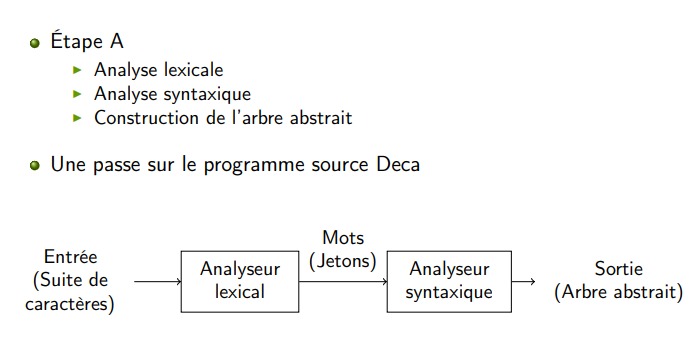 Étape A
Analyse lexicale
Analyse syntaxique
Construction de l'arbre abstrait
Une passe sur le programme source Deca
Entrée
(Suite de
caractères)
Analyseur
lexical
Mots
(Jetons)
Analyseur
syntaxique
Sortie
(Arbre abstrait)